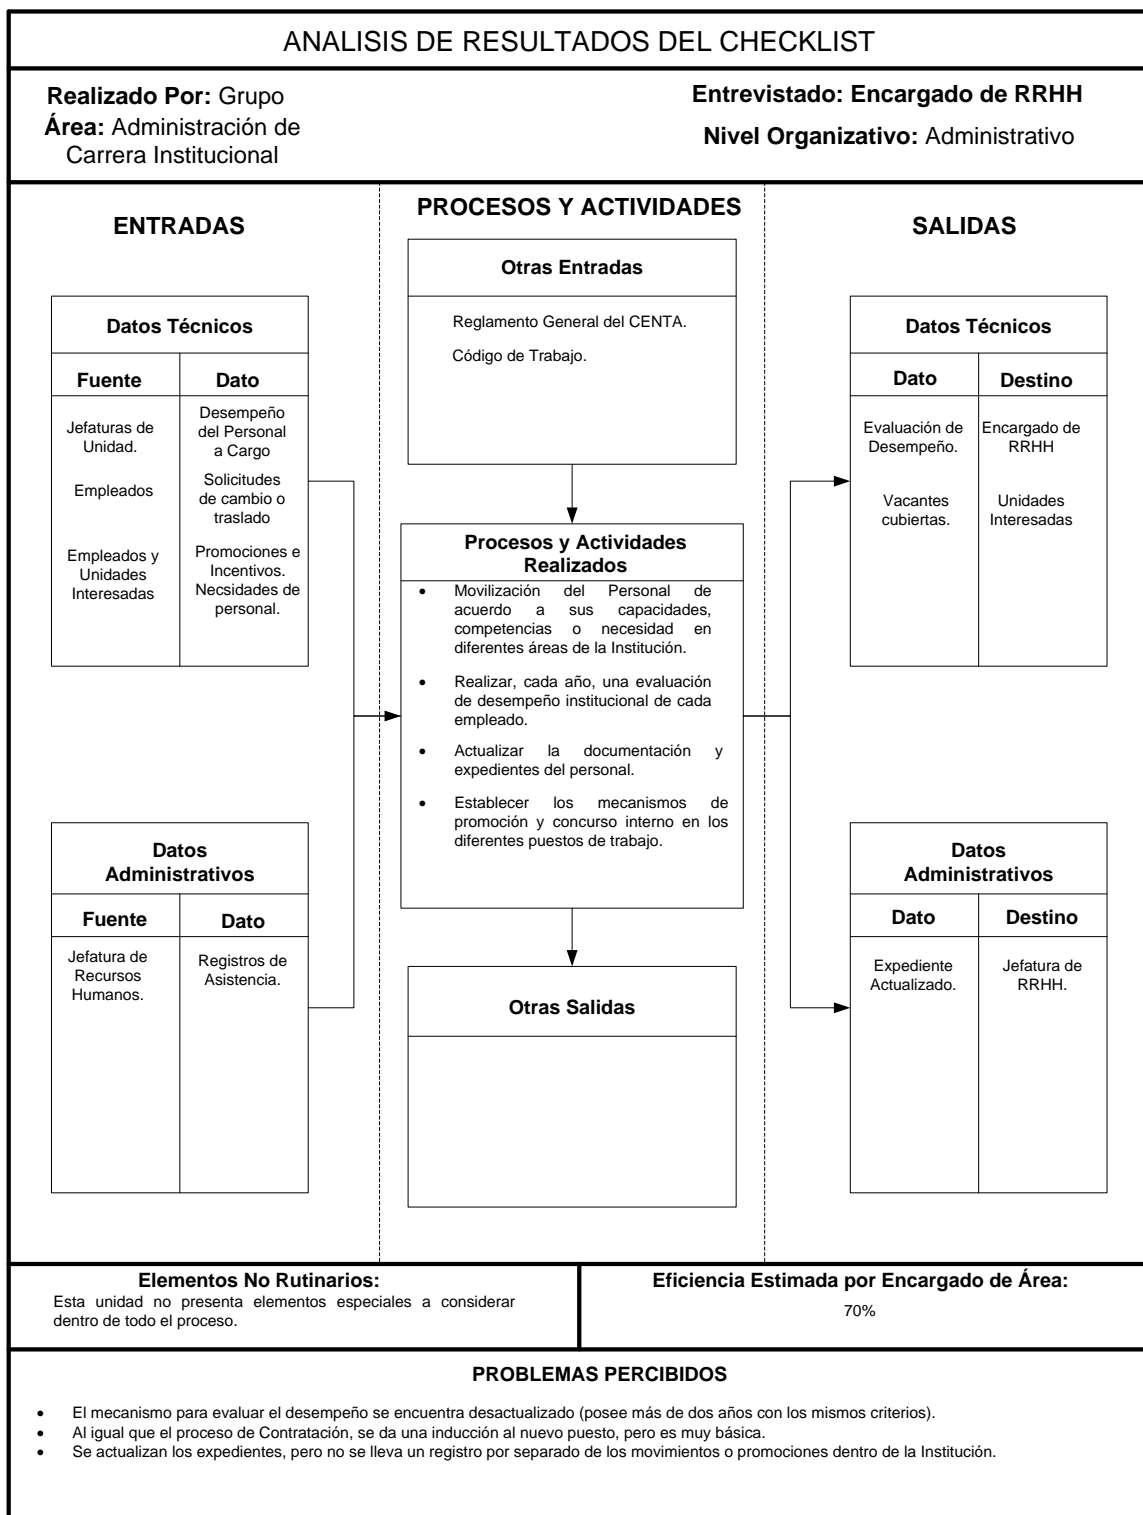 ANALISIS DE RESULTADOS DEL CHECKLIST
Realizado Por: Grupo
Área: Administración de
Carrera Institucional
Entrevistado: Encargado de RRHH
Nivel Organizativo: Administrativo
ENTRADAS
Datos Técnicos
Fuente
Dato
Jefaturas de
Unidad.
Desempeño
del Personal
a Cargo
Empleados
Solicitudes
de cambio o
traslado
Empleados y
Unidades
Interesadas
Promociones e
Incentivos.
Necsidades de
personal.
Datos
Administrativos
Fuente
Dato
Jefatura de
Recursos
Humanos.
Registros de
Asistencia.
PROCESOS Y ACTIVIDADES
Otras Entradas
Reglamento General del CENTA.
Código de Trabajo.
Procesos y Actividades
Realizados
• Movilización del Personal de
acuerdo a sus capacidades,
competencias o necesidad en
diferentes áreas de la Institución.
• Realizar, cada año, una evaluación
de desempeño institucional de cada
empleado.
• Actualizar la documentación y
expedientes del personal.
• Establecer los mecanismos de
promoción y concurso interno en los
diferentes puestos de trabajo.
Otras Salidas
SALIDAS
Datos Técnicos
Dato
Destino
Evaluación de
Desempeño.
Encargado de
RRHH
Vacantes
cubiertas.
Unidades
Interesadas
Datos
Administrativos
Dato
Destino
Expediente
Actualizado.
Jefatura de
RRHH.
Elementos No Rutinarios:
Esta unidad no presenta elementos especiales a considerar
dentro de todo el proceso.
Eficiencia Estimada por Encargado de Área:
70%
PROBLEMAS PERCIBIDOS
• El mecanismo para evaluar el desempeño se encuentra desactualizado (posee más de dos años con los mismos criterios).
• Al igual que el proceso de Contratación, se da una inducción al nuevo puesto, pero es muy básica.
• Se actualizan los expedientes, pero no se lleva un registro por separado de los movimientos o promociones dentro de la Institución.